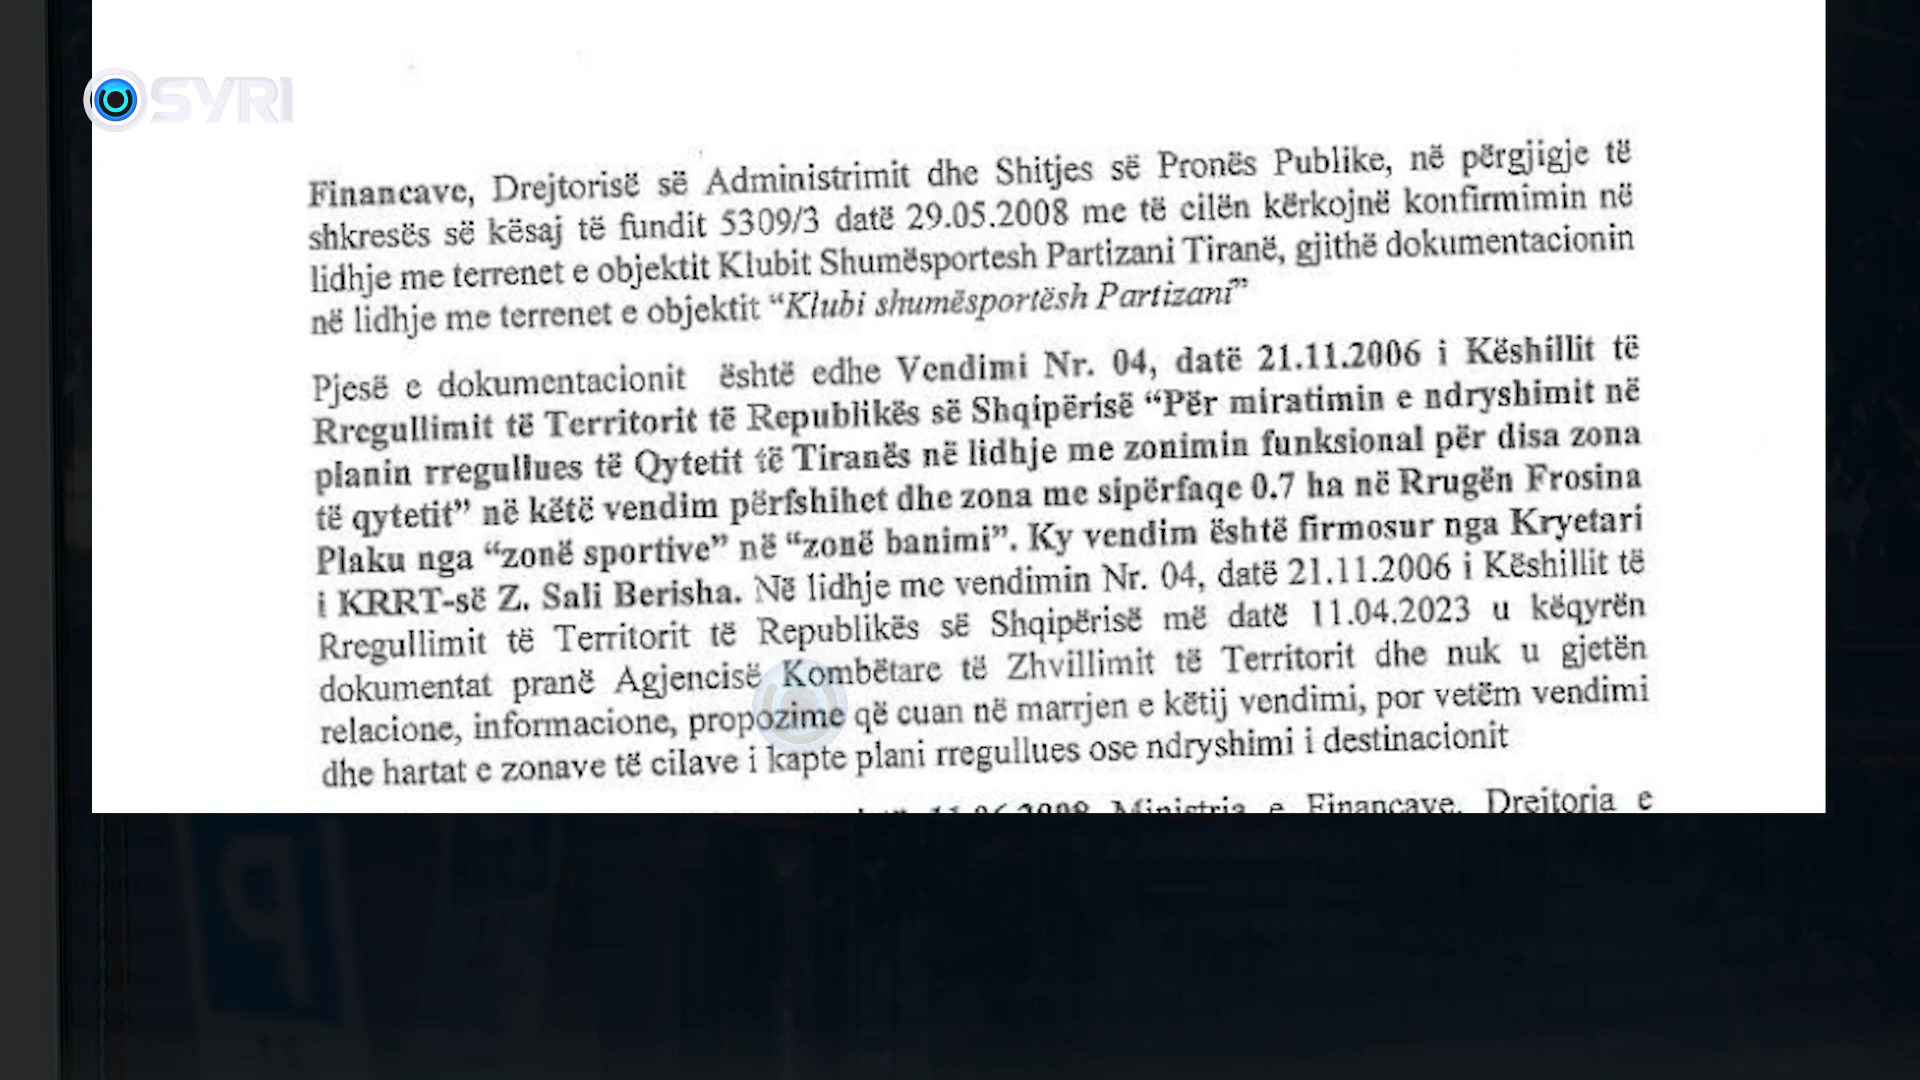 SYRI
Financave, Drejtorisë së Administrimit dhe Shitjes së Pronës Publike, në përgjigje të
shkresës së kësaj të fundit 5309/3 datë 29.05.2008 me të cilën kërkojnë konfirmimin në
lidhje me terrenet e objektit Klubit Shumësportesh Partizani Tiranë, gjithë dokumentacionin
në lidhje me terrenet e objektit “Klubi shumësportësh Partizani”
Pjesë e dokumentacionit është edhe Vendimi Nr. 04, datë 21.11.2006 i Këshillit të
Rregullimit të Territorit të Republikës së Shqipërisë “Për miratimin e ndryshimit në
planin rregullues të Qytetit të Tiranës në lidhje me zonimin funksional për disa zona
të qytetit” në këtë vendim përfshihet dhe zona me sipërfaqe 0.7 ha në Rrugën Frosina
Plaku nga “zonë sportive” në “zonë banimi”. Ky vendim është firmosur nga Kryetari
i KRRT-së Z. Sali Berisha. Në lidhje me vendimin Nr. 04, datë 21.11.2006 i Këshillit të
Rregullimit të Territorit të Republikës së Shqipërisë më datë 11.04.2023 u këqyrën
dokumentat pranë Agjencisë Kombëtare të Zhvillimit të Territorit dhe nuk u gjetën
relacione, informacione, propozime që cuan në marrjen e këtij vendimi, por vetëm vendimi
dhe hartat e zonave të cilave i kapte plani rregullues ose ndryshimi i destinacionit
11.06.2008 Ministria e Financave, Drejtoria e
P